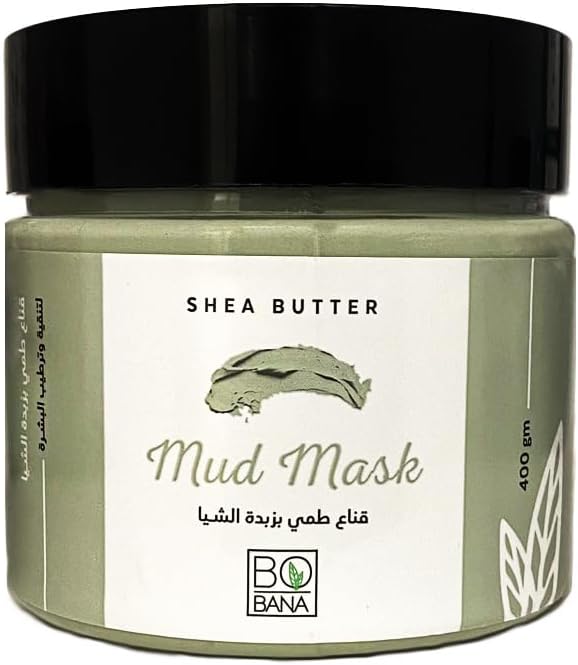 SHEA BUTTER
Mud Mask
قناع طمي بزبدة الشيا
BO
BANA
قناع طمي بزبدة الشيا
لتنقية وترطيب البشرة
400 gm